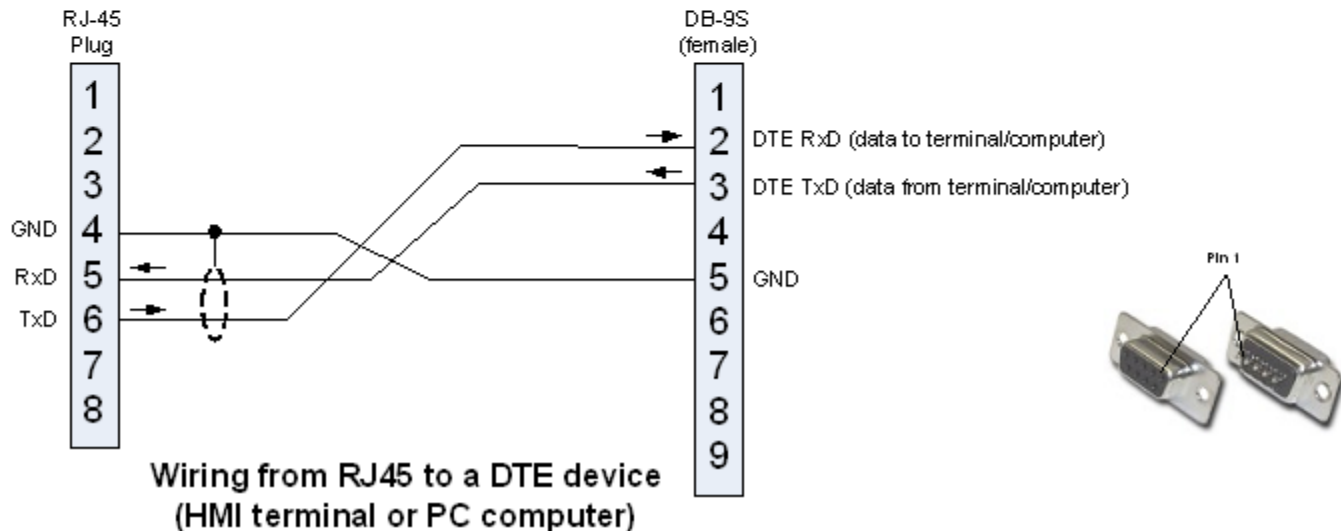 RJ-45
Plug
DB-9S
(female)
1
2
3
GND 4
RxD 5
TxD 6
7
8
1
2 DTE RxD (data to terminal/computer)
3 DTE TxD (data from terminal/computer)
4
5 GND
6
7
8
9
Pin 1
Wiring from RJ45 to a DTE device
(HMI terminal or PC computer)